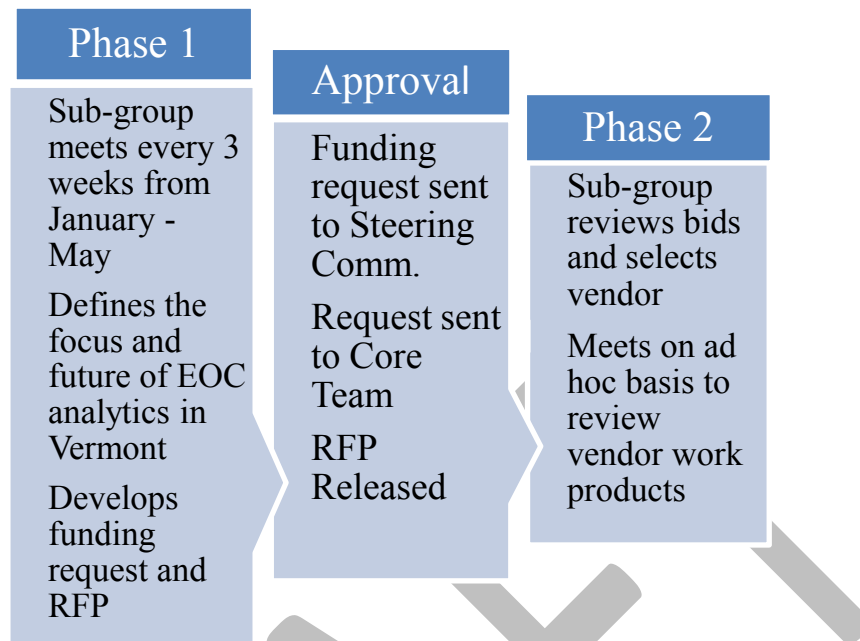 Phase 1
Sub-group
meets every 3
weeks from
January -
May
Defines the
focus and
future of EOC
analytics in
Vermont
Develops
funding
request and
RFP
Approval
Funding
request sent
to Steering
Comm.
Request sent
to Core
Team
RFP
Released
Phase 2
Sub-group
reviews bids
and selects
vendor
Meets on ad
hoc basis to
review
vendor work
products